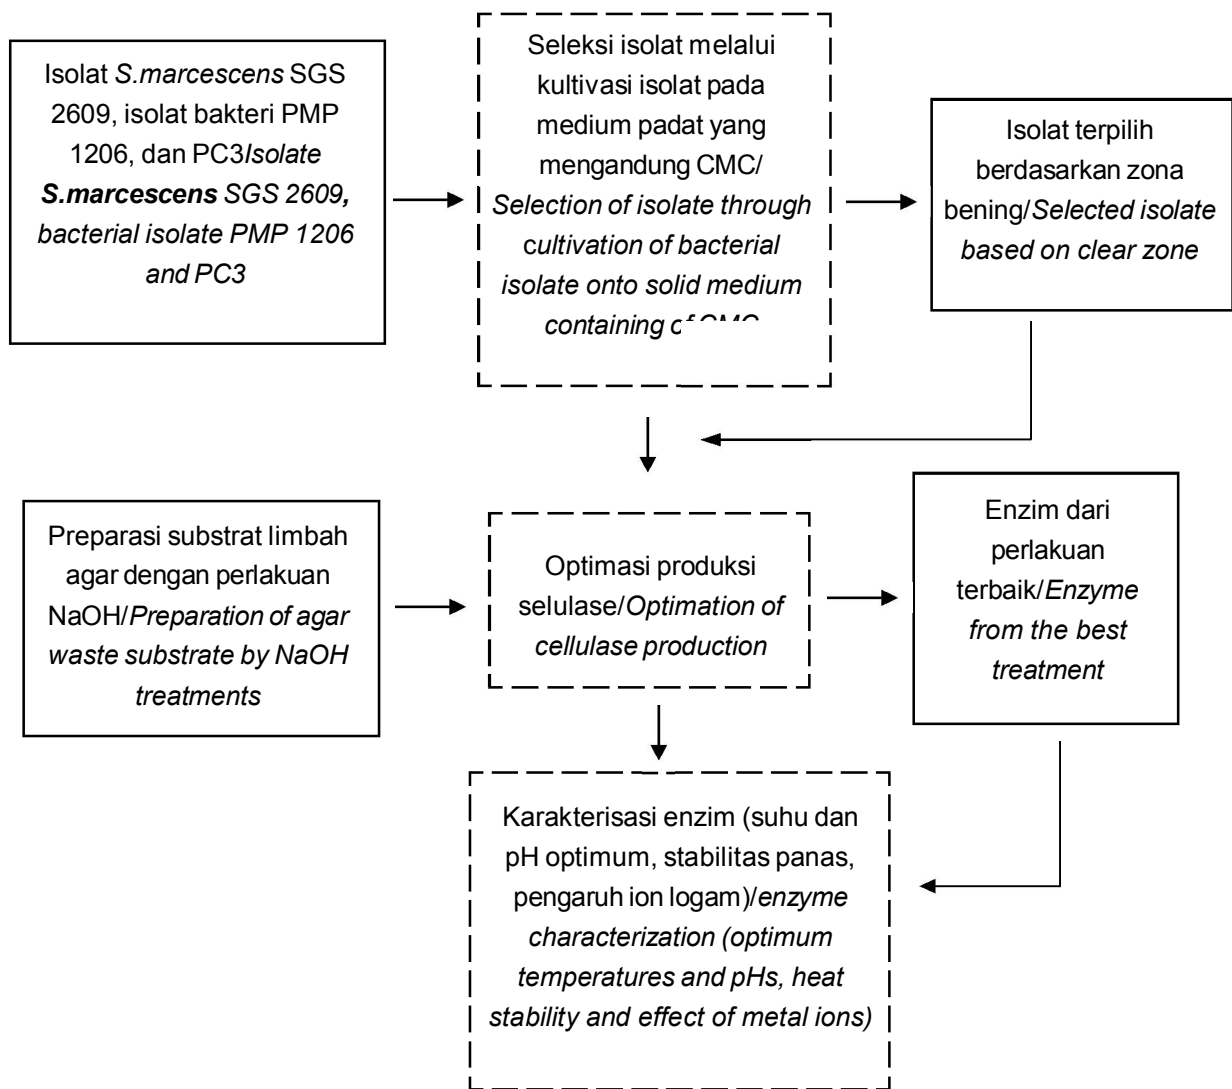 Isolat S.marcescens SGS
2609, isolat bakteri PMP
1206, dan PC3Isolate
S.marcescens SGS 2609,
bacterial isolate PMP 1206
and PC3
Seleksi isolat melalui
kultivasi isolat pada
medium padat yang
mengandung CMC/
Selection of isolate through
cultivation of bacterial
isolate onto solid medium
containing of CMC
Isolat terpilih
berdasarkan zona
bening/Selected isolate
based on clear zone
Preparasi substrat limbah
agar dengan perlakuan
NaOH/Preparation of agar
waste substrate by NaOH
treatments
Optimasi produksi
selulase/Optimation of
cellulase production
Enzim dari
perlakuan
terbaik/Enzyme
from the best
treatment
Karakterisasi enzim (suhu dan
pH optimum, stabilitas panas,
pengaruh ion logam)/enzyme
characterization (optimum
temperatures and pHs, heat
stability and effect of metal ions)